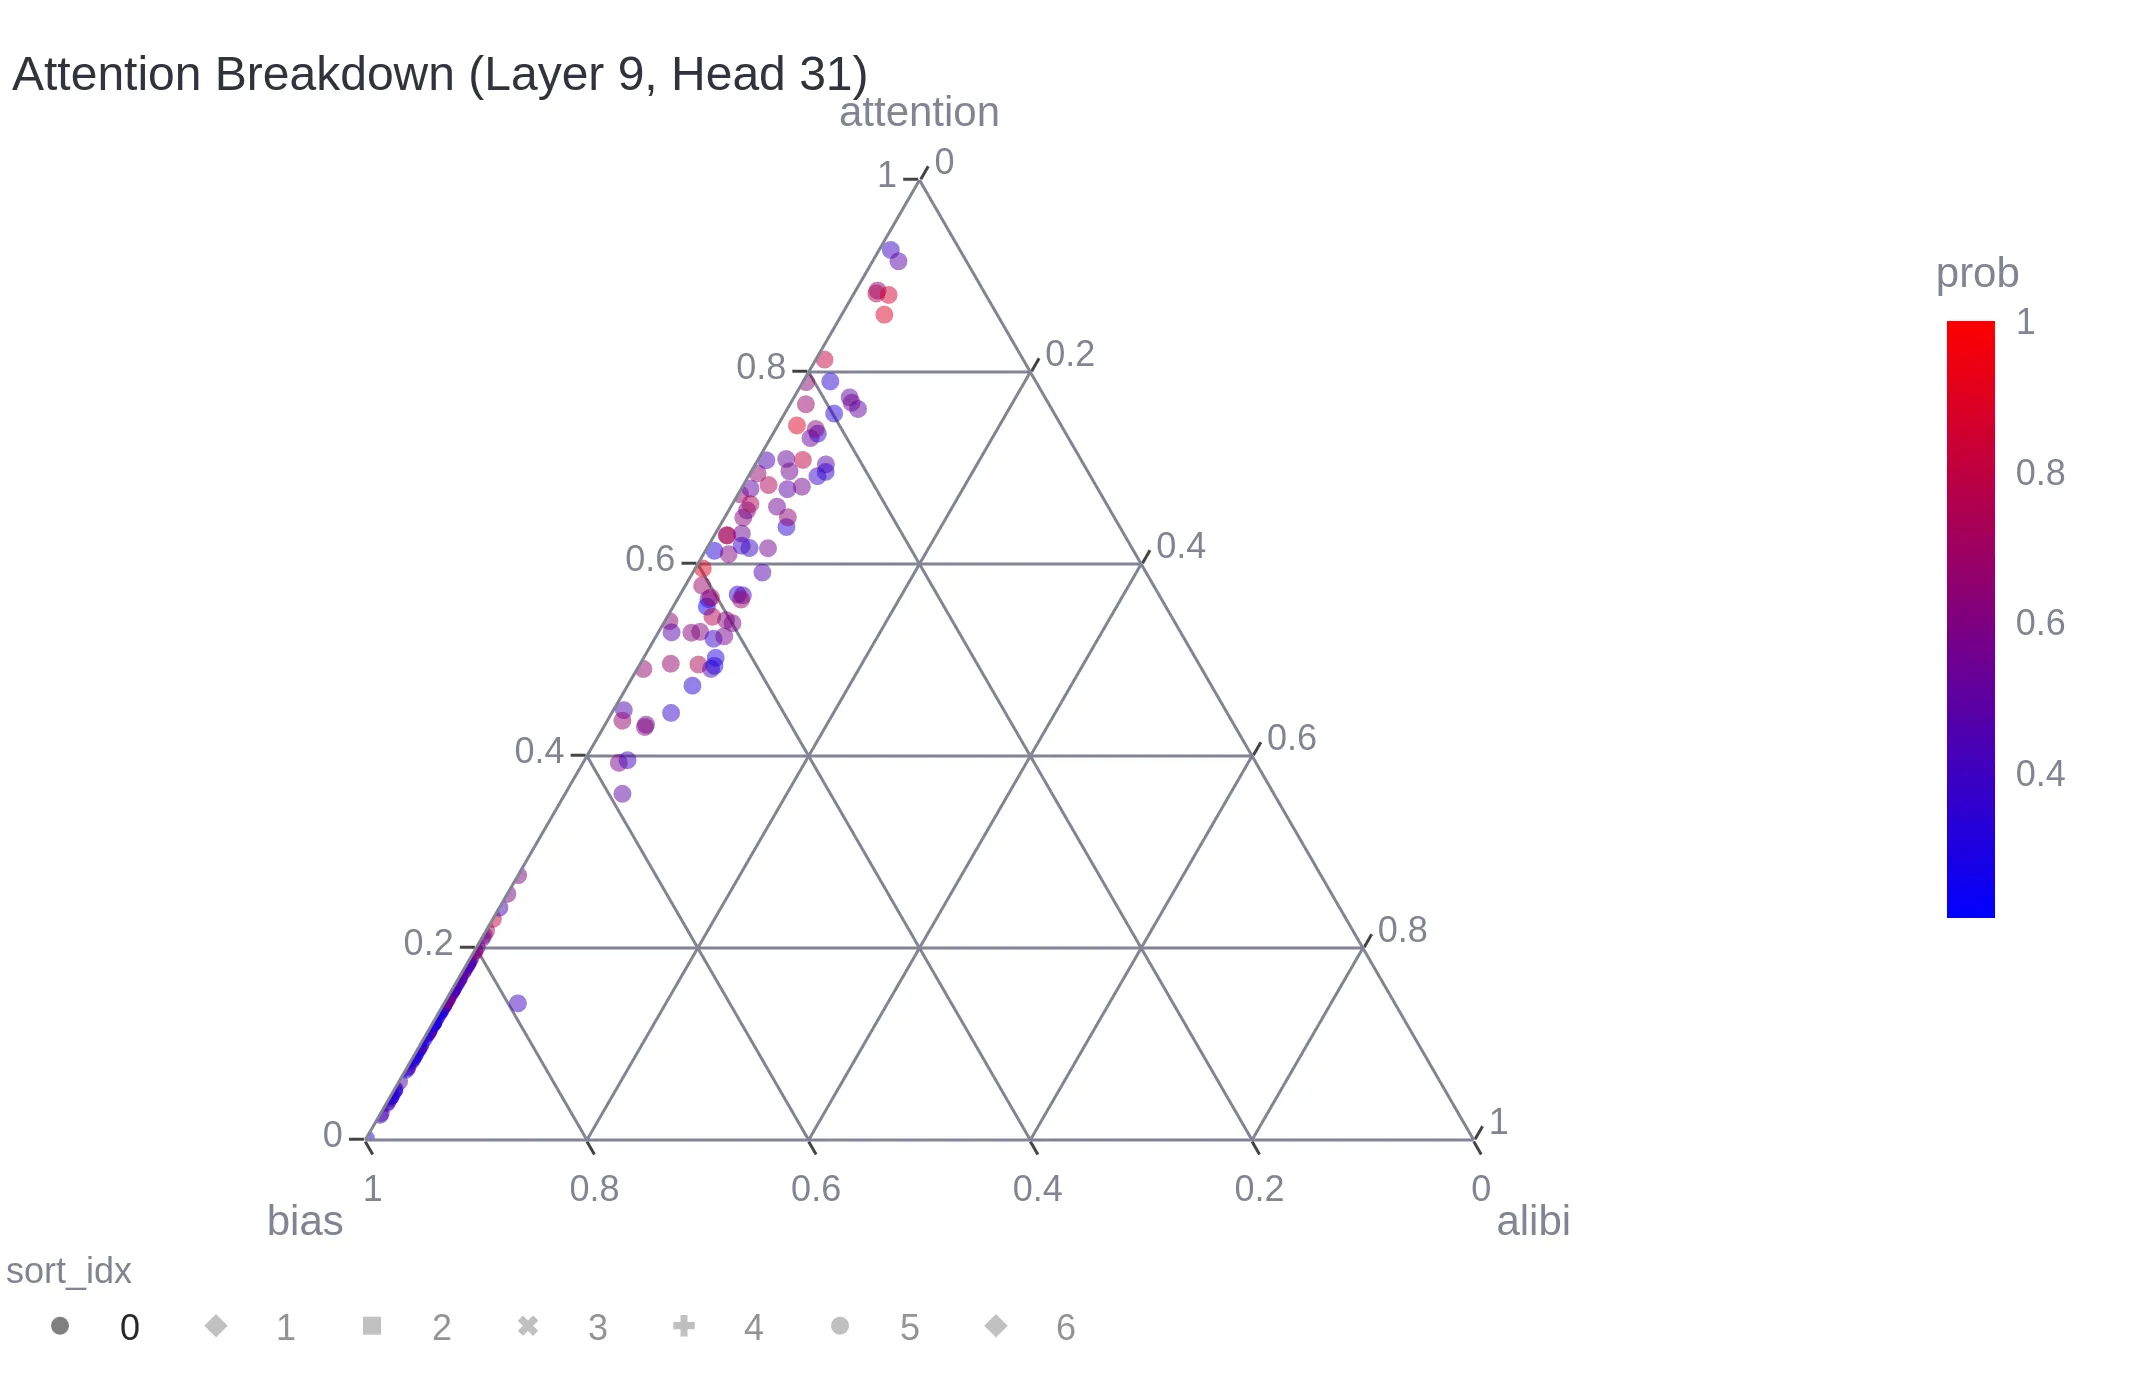 Attention Breakdown (Layer 9, Head 31)
attention
1 0
prob
1
0.8 0.2
0.8
0.6 0.4
0.6
0.4 0.6
0.4
0.2 0.8
0 1
1 0.8 0.6 0.4 0.2 0
bias alibi
sort_idx
0 1 2 3 4 5 6